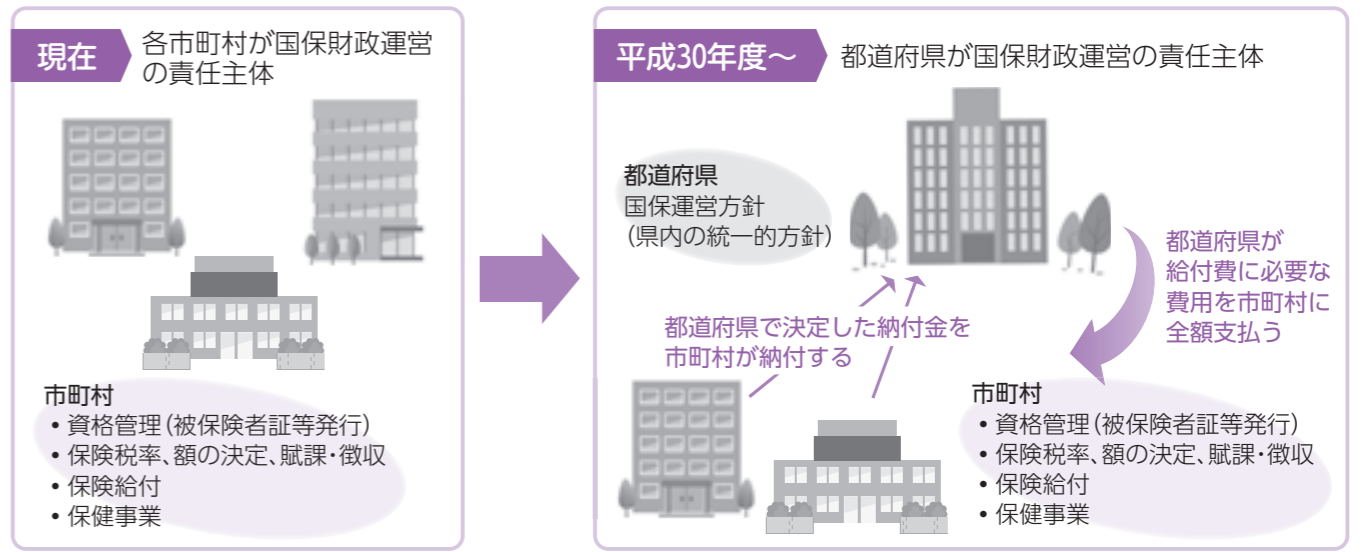 現在
各市町村が国保財政運営
の責任主体
市町村
• 資格管理（被保険者証等発行）
• 保険税率、額の決定、賦課・徴収
• 保険給付
• 保健事業
平成30年度～
都道府県が国保財政運営の責任主体
都道府県
国保運営方針
（県内の統一的方針）
都道府県が
給付費に必要な
費用を市町村に
全額支払う
都道府県で決定した納付金を
市町村が納付する
市町村
• 資格管理（被保険者証等発行）
• 保険税率、額の決定、賦課・徴収
• 保険給付
• 保健事業